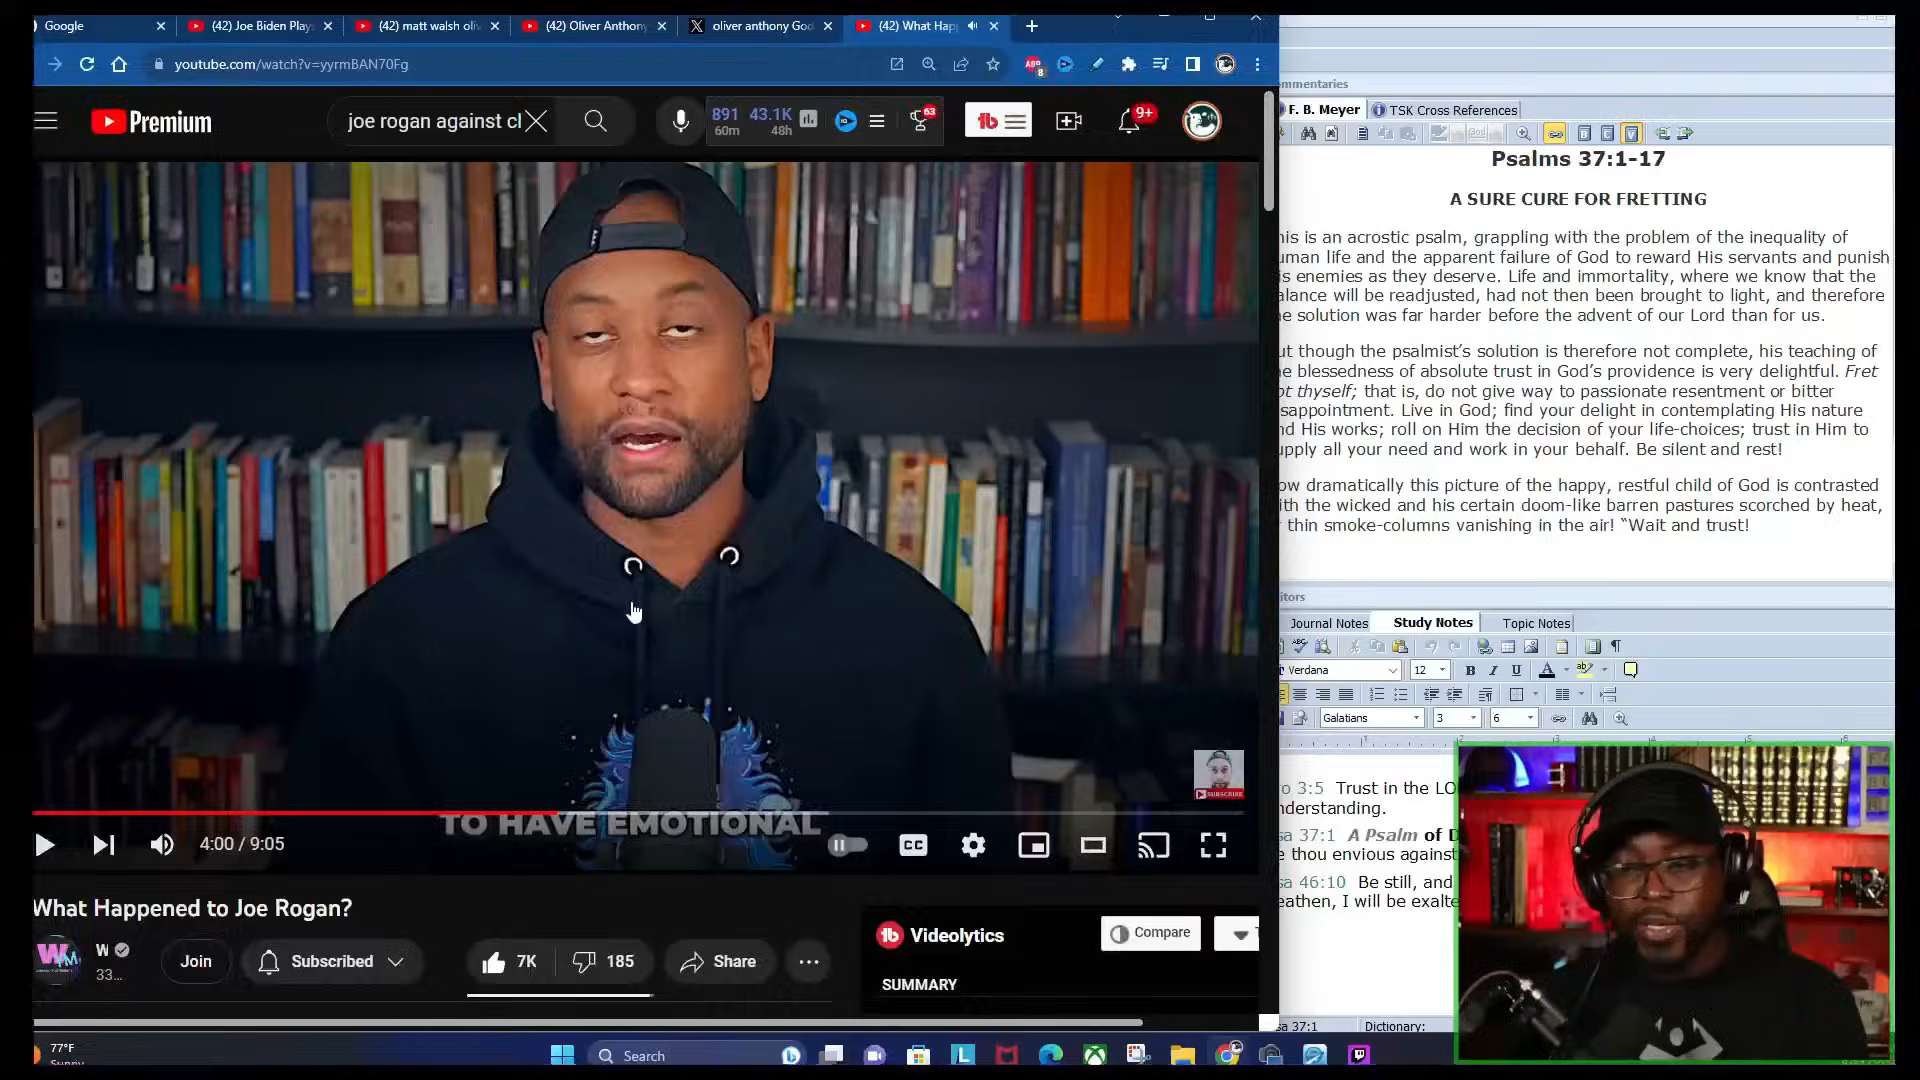 Google
(42) Joe Biden Play
(42) matt walsh oliv
(42) Oliver Anthony
oliver anthony God
(42) What Hap
youtube.com/watch?v=yyrmBAN70Fg
Premium
joe rogan against cl
891 43.1K
60m 48h
63
9+
TO HAVE EMOTIONAL
SUBSCRIBE
4:00 / 9:05
CC
What Happened to Joe Rogan?
W
33...
Join
Subscribed
7K
185
Share
Videolytics
Compare
SUMMARY
ommentaries
F. B. Meyer
TSK Cross References
Psalms 37:1-17
A SURE CURE FOR FRETTING
his is an acrostic psalm, grappling with the problem of the inequality of
uman life and the apparent failure of God to reward His servants and punish
is enemies as they deserve. Life and immortality, where we know that the
alance will be readjusted, had not then been brought to light, and therefore
e solution was far harder before the advent of our Lord than for us.
ut though the psalmist's solution is therefore not complete, his teaching of
e blessedness of absolute trust in God's providence is very delightful. Fret
ot thyself; that is, do not give way to passionate resentment or bitter
sappointment. Live in God; find your delight in contemplating His nature
nd His works; roll on Him the decision of your life-choices; trust in Him to
upply all your need and work in your behalf. Be silent and rest!
ow dramatically this picture of the happy, restful child of God is contrasted
ith the wicked and his certain doom-like barren pastures scorched by heat,
thin smoke-columns vanishing in the air! “Wait and trust!
itors
Journal Notes
Study Notes
Topic Notes
Verdana
12
B I U A
Galatians
3
6
o 3:5 Trust in the LO
nderstanding.
sa 37:1 A Psalm of D
e thou envious against
sa 46:10 Be still, and
eathen, I will be exalte
sa 37:1
Dictionary:
77°F
Sunny
Search